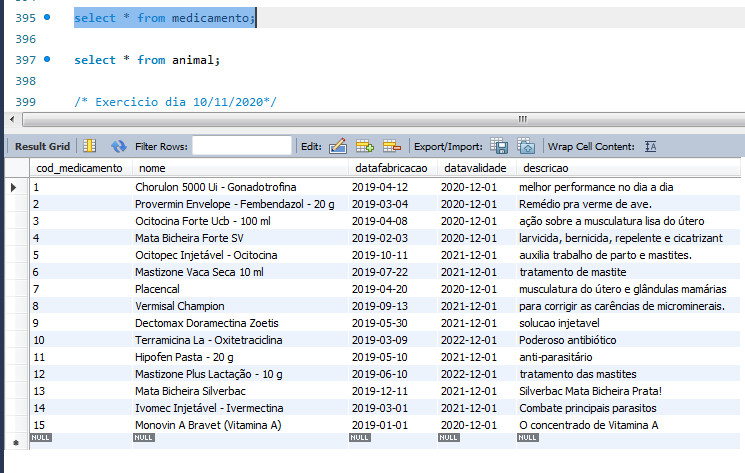 395 select * from medicamento;
396
397 select * from animal;
398
399 /* Exercicio dia 10/11/2020*/
Result Grid Filter Rows: Edit: Export/Import: Wrap Cell Content:
cod_medicamento nome datafabricacao datavalidade descricao
1 Chorulon 5000 Ui - Gonadotrofina 2019-04-12 2020-12-01 melhor performance no dia a dia
2 Provermin Envelope - Fembendazol - 20 g 2019-03-04 2020-12-01 Remédio pra verme de ave.
3 Ocitocina Forte Ucb - 100 ml 2019-04-08 2020-12-01 ação sobre a musculatura lisa do útero
4 Mata Bicheira Forte SV 2019-02-03 2020-12-01 larvicida, bernicida, repelente e cicatrizant
5 Ocitopec Injetável - Ocitocina 2019-10-11 2021-12-01 auxilia trabalho de parto e mastites.
6 Mastizone Vaca Seca 10 ml 2019-07-22 2021-12-01 tratamento de mastite
7 Placencal 2019-04-20 2020-12-01 musculatura do útero e glândulas mamárias
8 Vermisal Champion 2019-09-13 2021-12-01 para corrigir as carências de microminerais.
9 Dectomax Doramectina Zoetis 2019-05-30 2021-12-01 solucao injetavel
10 Terramicina La - Oxitetraciclina 2019-03-09 2022-12-01 Poderoso antibiótico
11 Hipofen Pasta - 20 g 2019-05-10 2021-12-01 anti-parasitário
12 Mastizone Plus Lactação - 10 g 2019-06-10 2022-12-01 tratamento das mastites
13 Mata Bicheira Silverbac 2019-12-11 2021-12-01 Silverbac Mata Bicheira Prata!
14 Ivomec Injetável - Ivermectina 2019-03-01 2021-12-01 Combate principais parasitos
15 Monovin A Bravet (Vitamina A) 2019-01-01 2020-12-01 O concentrado de Vitamina A
NULL NULL NULL NULL NULL